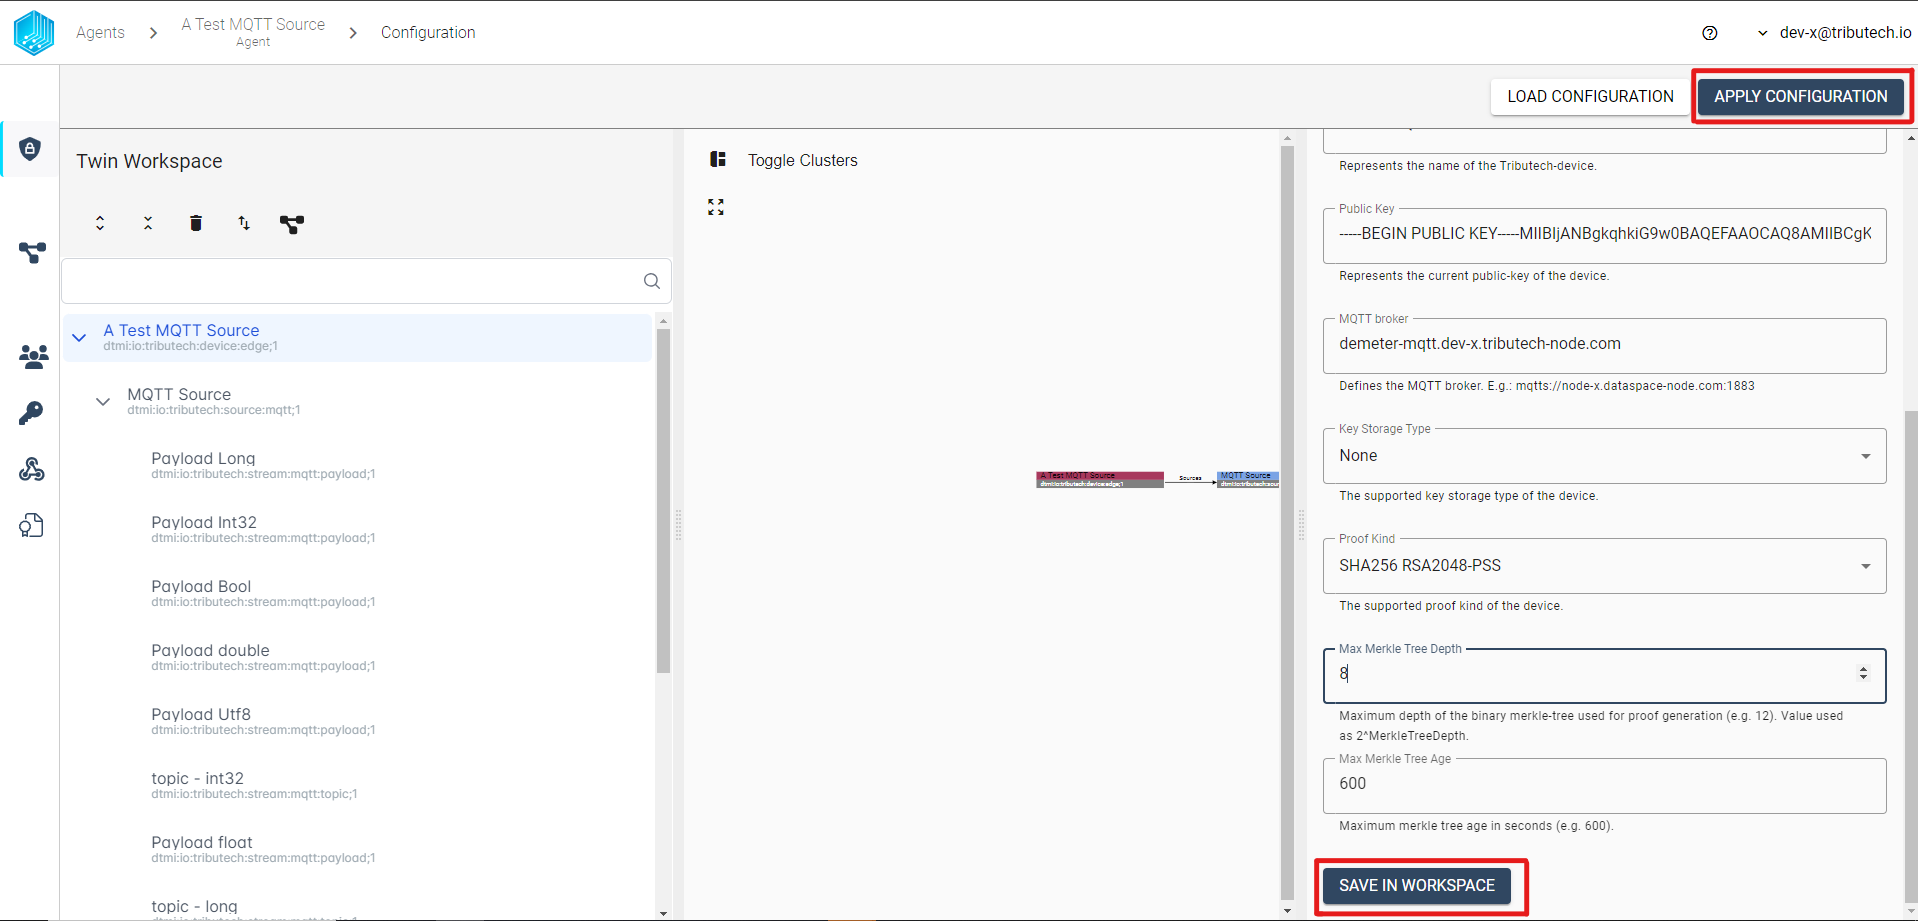 Agents
A Test MQTT Source
Agent
Configuration
dev-x@tributech.io
LOAD CONFIGURATION
APPLY CONFIGURATION
Twin Workspace
A Test MQTT Source
dtmi:io:tributech:device:edge;1
MQTT Source
dtmi:io:tributech:source:mqtt;1
Payload Long
dtmi:io:tributech:stream:mqtt:payload;1
Payload Int32
dtmi:io:tributech:stream:mqtt:payload;1
Payload Bool
dtmi:io:tributech:stream:mqtt:payload;1
Payload double
dtmi:io:tributech:stream:mqtt:payload;1
Payload Utf8
dtmi:io:tributech:stream:mqtt:payload;1
topic - int32
dtmi:io:tributech:stream:mqtt:topic;1
Payload float
dtmi:io:tributech:stream:mqtt:payload;1
topic - long
Toggle Clusters
A Test MQTT Source
dtmi:io:tributech:device:edge;1
Sources
MQTT Source
dtmi:io:tributech:sour
Represents the name of the Tributech-device.
Public Key
-----BEGIN PUBLIC KEY-----MIIBIjANBgkqhkiG9w0BAQEFAAOCAQ8AMIIBCgK
Represents the current public-key of the device.
MQTT broker
demeter-mqtt.dev-x.tributech-node.com
Defines the MQTT broker. E.g.: mqtts://node-x.dataspace-node.com:1883
Key Storage Type
None
The supported key storage type of the device.
Proof Kind
SHA256 RSA2048-PSS
The supported proof kind of the device.
Max Merkle Tree Depth
8
Maximum depth of the binary merkle-tree used for proof generation (e.g. 12). Value used
as 2^MerkleTreeDepth.
Max Merkle Tree Age
600
Maximum merkle tree age in seconds (e.g. 600).
SAVE IN WORKSPACE